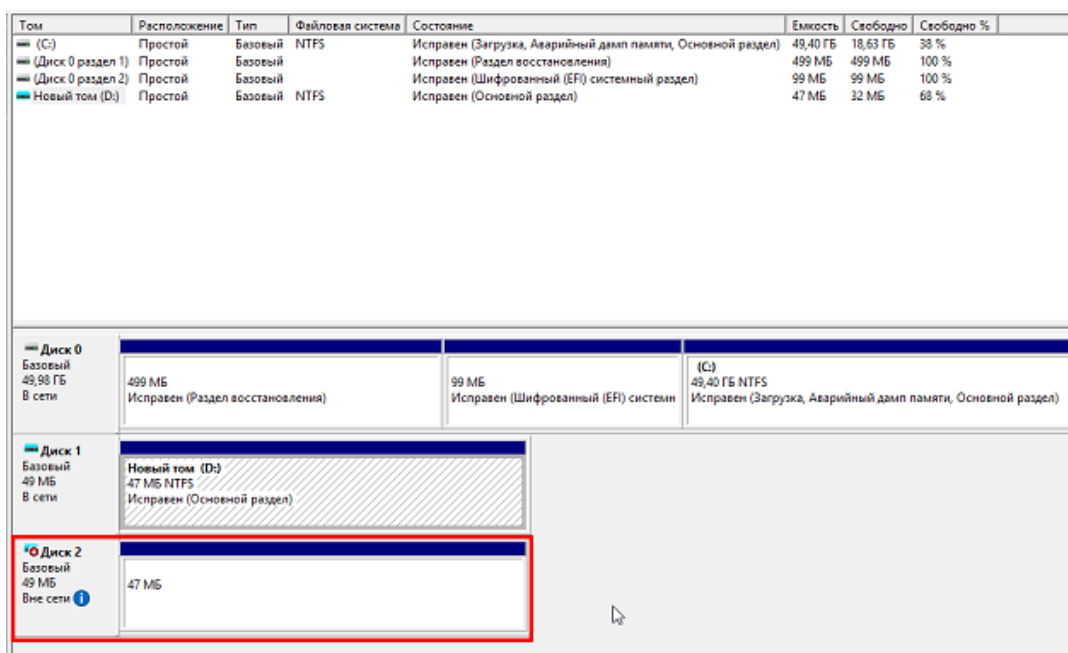 Том Расположение Тип Файловая система Состояние Емкость Свободно Свободно %
(C:) Простой Базовый NTFS Исправен (Загрузка, Аварийный дамп памяти, Основной раздел) 49,40 ГБ 18,63 ГБ 38 %
(Диск 0 раздел 1) Простой Базовый Исправен (Раздел восстановления) 499 МБ 499 МБ 100 %
(Диск 0 раздел 2) Простой Базовый Исправен (Шифрованный (EFI) системный раздел) 99 МБ 99 МБ 100 %
Новый том (D:) Простой Базовый NTFS Исправен (Основной раздел) 47 МБ 32 МБ 68 %
Диск 0
Базовый
49,98 ГБ
В сети
499 МБ
Исправен (Раздел восстановления)
99 МБ
Исправен (Шифрованный (EFI) системн
(C:)
49,40 ГБ NTFS
Исправен (Загрузка, Аварийный дамп памяти, Основной раздел)
Диск 1
Базовый
49 МБ
В сети
Новый том (D:)
47 МБ NTFS
Исправен (Основной раздел)
Диск 2
Базовый
49 МБ
Вне сети
47 МБ